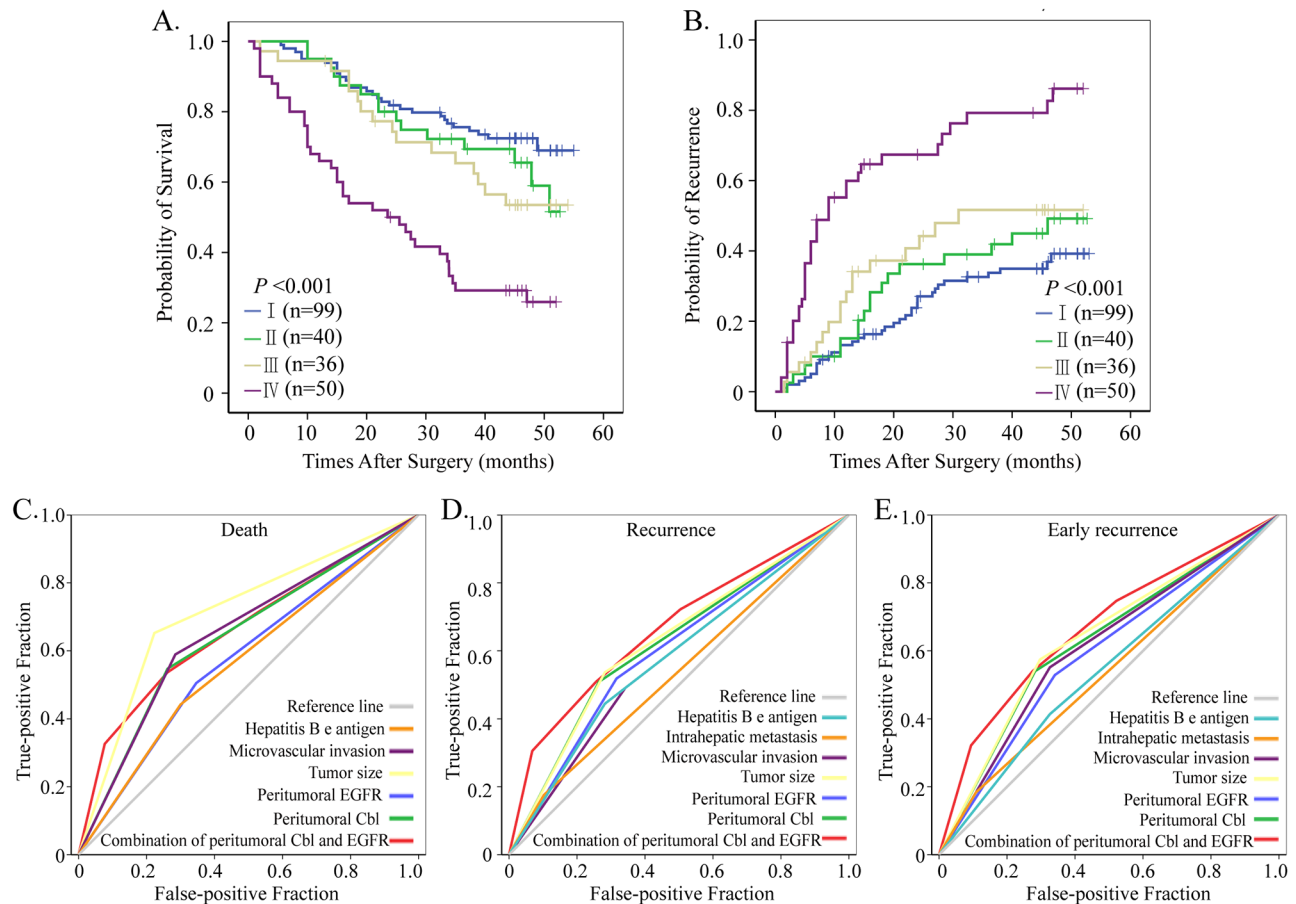 A.
1.0
0.8
0.6
0.4
0.2
0
Probability of Survival
P <0.001
Ⅰ (n=99)
Ⅱ (n=40)
Ⅲ (n=36)
Ⅳ (n=50)
0 10 20 30 40 50 60
Times After Surgery (months)
B.
1.0
0.8
0.6
0.4
0.2
0
Probability of Recurrence
P <0.001
Ⅰ (n=99)
Ⅱ (n=40)
Ⅲ (n=36)
Ⅳ (n=50)
0 10 20 30 40 50 60
Times After Surgery (months)
C.
Death
1.0
0.8
0.6
0.4
0.2
0
True-positive Fraction
Reference line
Hepatitis B e antigen
Microvascular invasion
Tumor size
Peritumoral EGFR
Peritumoral Cbl
Combination of peritumoral Cbl and EGFR
0 0.2 0.4 0.6 0.8 1.0
False-positive Fraction
D.
Recurrence
1.0
0.8
0.6
0.4
0.2
0
True-positive Fraction
Reference line
Hepatitis B e antigen
Intrahepatic metastasis
Microvascular invasion
Tumor size
Peritumoral EGFR
Peritumoral Cbl
Combination of peritumoral Cbl and EGFR
0 0.2 0.4 0.6 0.8 1.0
False-positive Fraction
E.
Early recurrence
1.0
0.8
0.6
0.4
0.2
0
True-positive Fraction
Reference line
Hepatitis B e antigen
Intrahepatic metastasis
Microvascular invasion
Tumor size
Peritumoral EGFR
Peritumoral Cbl
Combination of peritumoral Cbl and EGFR
0 0.2 0.4 0.6 0.8 1.0
False-positive Fraction